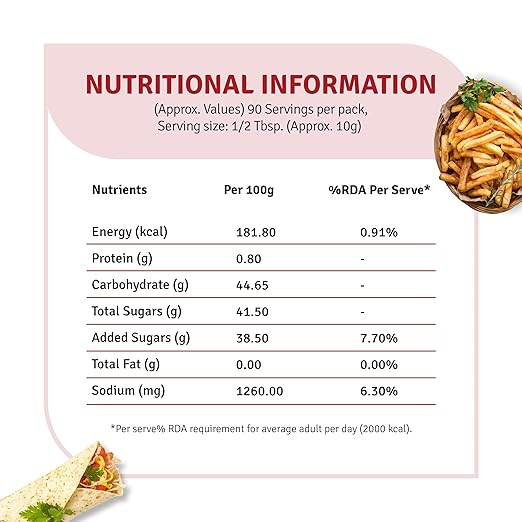 NUTRITIONAL INFORMATION
(Approx. Values) 90 Servings per pack,
Serving size: 1/2 Tbsp. (Approx. 10g)
Nutrients Per 100g %RDA Per Serve*
Energy (kcal) 181.80 0.91%
Protein (g) 0.80 -
Carbohydrate (g) 44.65 -
Total Sugars (g) 41.50 -
Added Sugars (g) 38.50 7.70%
Total Fat (g) 0.00 0.00%
Sodium (mg) 1260.00 6.30%
*Per serve% RDA requirement for average adult per day (2000 kcal).